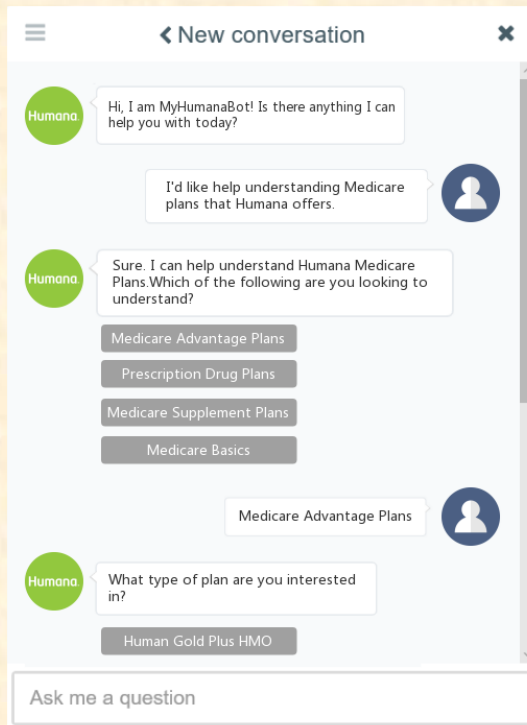 New conversation
Humana.
Hi, I am MyHumanaBot! Is there anything I can
help you with today?
I'd like help understanding Medicare
plans that Humana offers.
Humana.
Sure. I can help understand Humana Medicare
Plans.Which of the following are you looking to
understand?
Medicare Advantage Plans
Prescription Drug Plans
Medicare Supplement Plans
Medicare Basics
Medicare Advantage Plans
Humana.
What type of plan are you interested
in?
Human Gold Plus HMO
Ask me a question